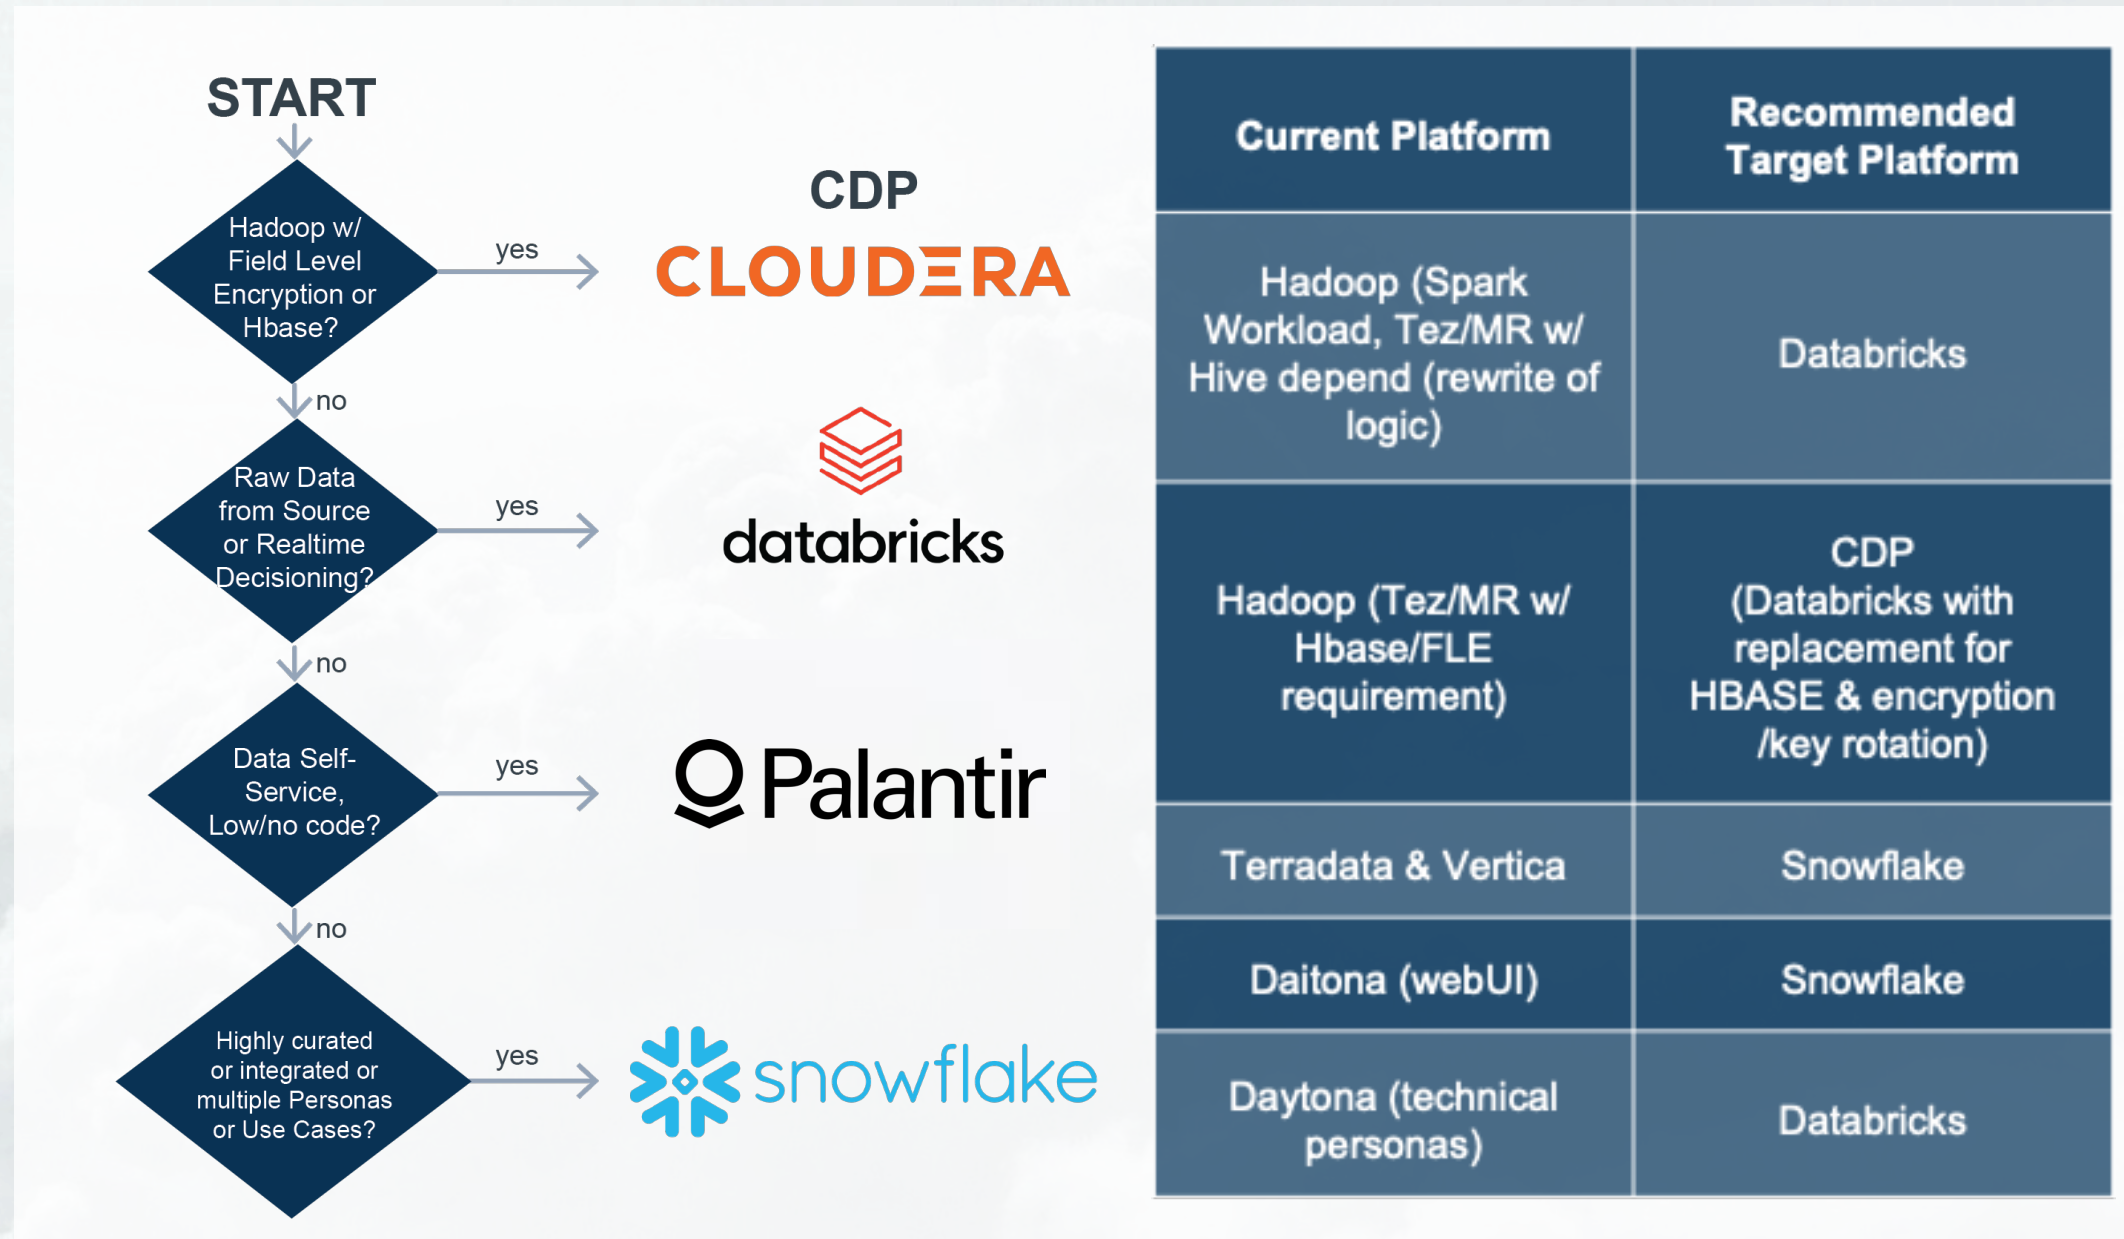 START
Hadoop w/
Field Level
Encryption or
Hbase?
yes
CDP
CLOUDERA
no
Raw Data
from Source
or Realtime
Decisioning?
yes
databricks
no
Data Self-
Service,
Low/no code?
yes
Palantir
no
Highly curated
or integrated or
multiple Personas
or Use Cases?
yes
snowflake
Current Platform
Recommended
Target Platform
Hadoop (Spark
Workload, Tez/MR w/
Hive depend (rewrite of
logic)
Databricks
Hadoop (Tez/MR w/
Hbase/FLE
requirement)
CDP
(Databricks with
replacement for
HBASE & encryption
/key rotation)
Terradata & Vertica
Snowflake
Daitona (webUI)
Snowflake
Daytona (technical
personas)
Databricks